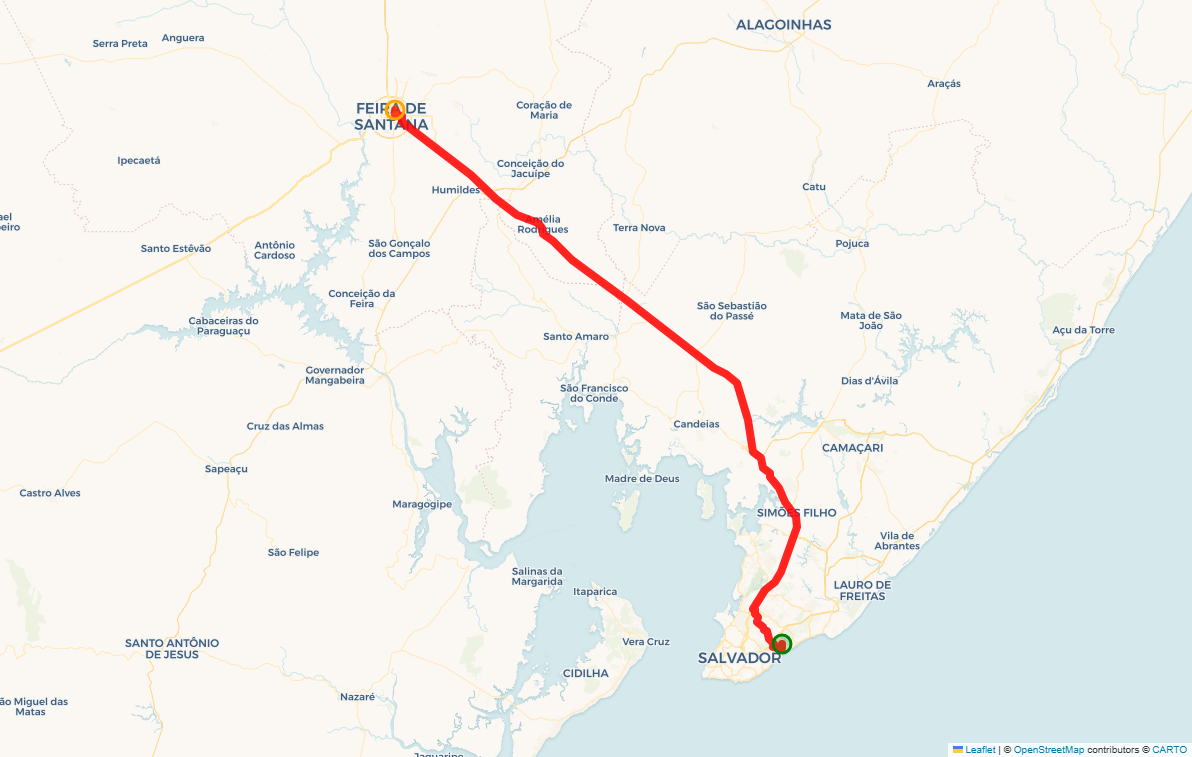 ALAGOINHAS
Anguera
Serra Preta
Araçás
FEIRA DE
SANTANA
Coração de
Maria
Ipecaetá
Conceição do
Jacuípe
Humildes
Catu
ael
eiro
Amélia
Rodrigues
Terra Nova
Santo Estêvão
Antônio
Cardoso
São Gonçalo
dos Campos
Pojuca
Conceição da
Feira
São Sebastião
do Passé
Mata de São
João
Cabaceiras do
Paraguaçu
Açu da Torre
Santo Amaro
Governador
Mangabeira
Dias d'Ávila
São Francisco
do Conde
Cruz das Almas
Candeias
CAMAÇARI
Sapeaçu
Madre de Deus
Castro Alves
Maragogipe
SIMÕES FILHO
Vila de
Abrantes
São Felipe
Salinas da
Margarida
Itaparica
LAURO DE
FREITAS
SANTO ANTÔNIO
DE JESUS
Vera Cruz
SALVADOR
CIDILHA
Nazaré
ão Miguel das
Matas
Jaguaripe
Leaflet | © OpenStreetMap contributors © CARTO